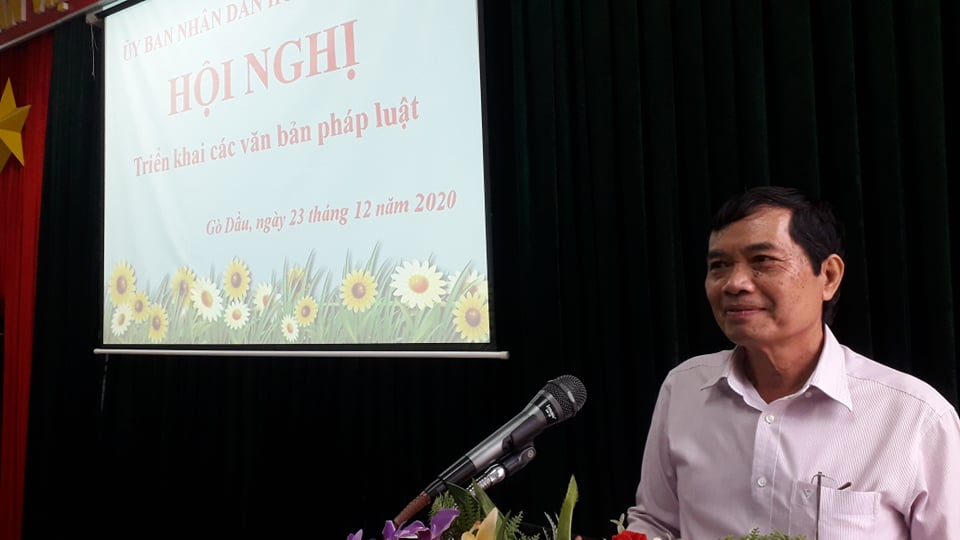 ỦY BAN NHÂN DÂN
HỘI NGHỊ
Triển khai các văn bản pháp luật
Gò Dầu, ngày 23 tháng 12 năm 2020